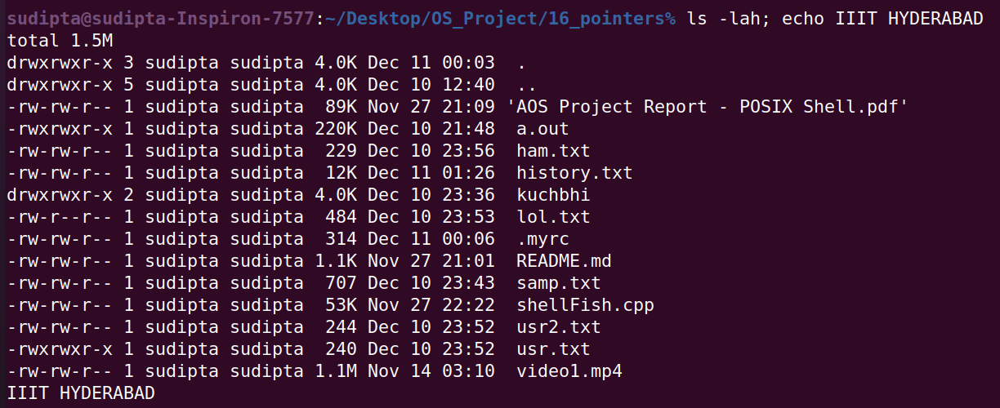 sudipta@sudipta-Inspiron-7577:~/Desktop/OS_Project/16_pointers% ls -lah; echo IIIT HYDERABAD
total 1.5M
drwxrwxr-x 3 sudipta sudipta 4.0K Dec 11 00:03  .
drwxrwxr-x 5 sudipta sudipta 4.0K Dec 10 12:40  ..
-rw-rw-r-- 1 sudipta sudipta  89K Nov 27 21:09 'AOS Project Report - POSIX Shell.pdf'
-rwxrwxr-x 1 sudipta sudipta 220K Dec 10 21:48  a.out
-rw-rw-r-- 1 sudipta sudipta  229 Dec 10 23:56  ham.txt
-rw-rw-r-- 1 sudipta sudipta  12K Dec 11 01:26  history.txt
drwxrwxr-x 2 sudipta sudipta 4.0K Dec 10 23:36  kuchbhi
-rw-r--r-- 1 sudipta sudipta  484 Dec 10 23:53  lol.txt
-rw-rw-r-- 1 sudipta sudipta  314 Dec 11 00:06  .myrc
-rw-rw-r-- 1 sudipta sudipta 1.1K Nov 27 21:01  README.md
-rw-rw-r-- 1 sudipta sudipta  707 Dec 10 23:43  samp.txt
-rw-rw-r-- 1 sudipta sudipta  53K Nov 27 22:22  shellFish.cpp
-rw-rw-r-- 1 sudipta sudipta  244 Dec 10 23:52  usr2.txt
-rwxrwxr-x 1 sudipta sudipta  240 Dec 10 23:52  usr.txt
-rw-rw-r-- 1 sudipta sudipta 1.1M Nov 14 03:10  video1.mp4
IIIT HYDERABAD